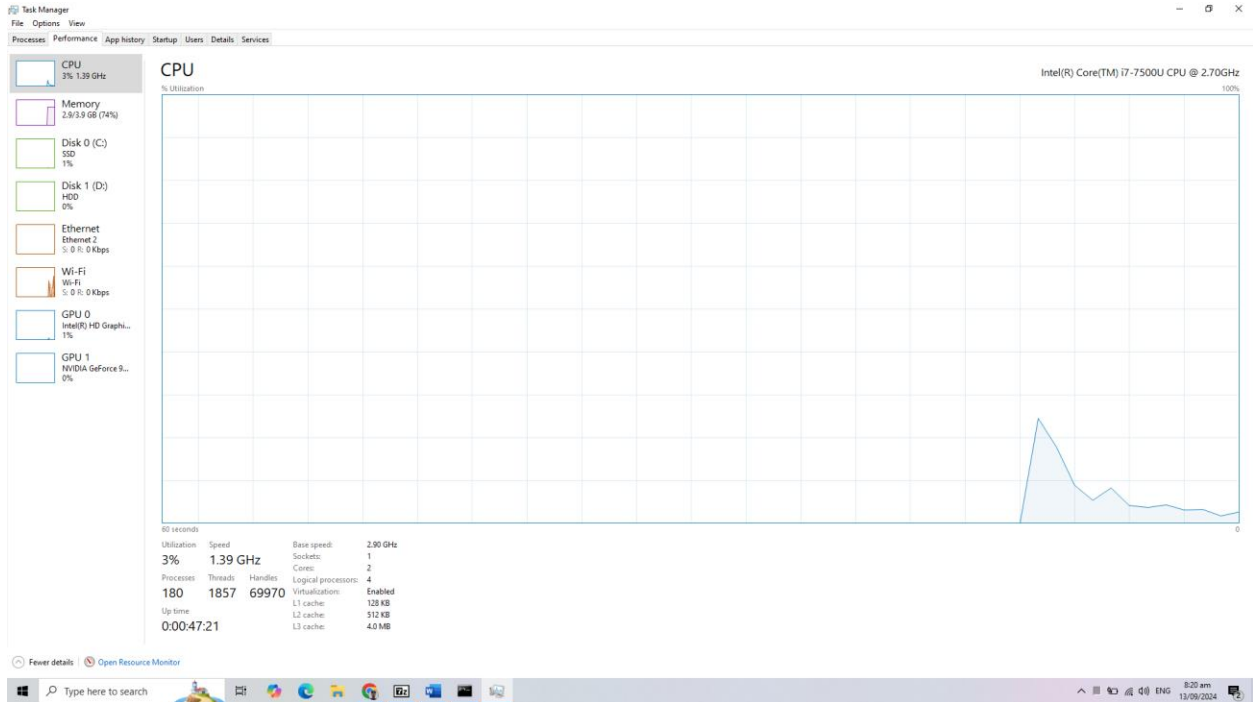 Task Manager
File Options View
Processes Performance App history Startup Users Details Services
CPU
3% 1.39 GHz
Memory
2.9/3.9 GB (74%)
Disk 0 (C:)
SSD
1%
Disk 1 (D:)
HDD
0%
Ethernet
Ethernet 2
S: 0 R: 0 Kbps
Wi-Fi
Wi-Fi
S: 0 R: 0 Kbps
GPU 0
Intel(R) HD Graphi...
1%
GPU 1
NVIDIA GeForce 9...
0%
CPU Intel(R) Core(TM) i7-7500U CPU @ 2.70GHz
% Utilization 100%
60 seconds 0
Utilization Speed
3% 1.39 GHz
Processes Threads Handles
180 1857 69970
Up time
0:00:47:21
Base speed: 2.90 GHz
Sockets: 1
Cores: 2
Logical processors: 4
Virtualization: Enabled
L1 cache: 128 KB
L2 cache: 512 KB
L3 cache: 4.0 MB
Fewer details Open Resource Monitor
Type here to search
ENG
8:20 am
13/09/2024
2